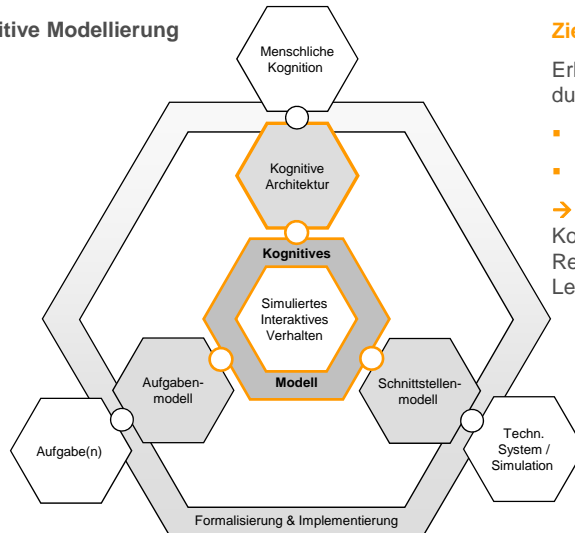 itive Modellierung
Menschliche
Kognition
Kognitive
Architektur
Kognitives
Simuliertes
Interaktives
Verhalten
Modell
Aufgaben-
modell
Schnittstellen-
modell
Aufgabe(n)
Techn.
System /
Simulation
Formalisierung & Implementierung
Zie
Erl
du
→
Ko
Re
Le